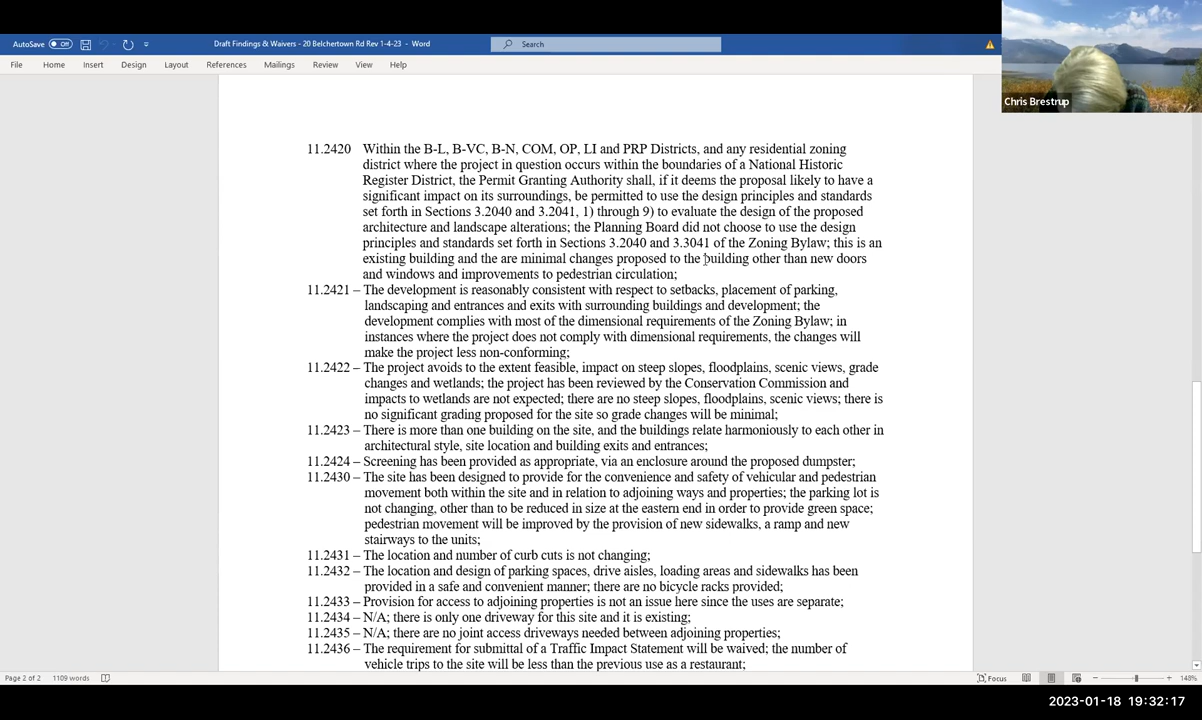 AutoSave Off
Draft Findings & Waivers - 20 Belchertown Rd Rev 1-4-23 - Word
Search
File Home Insert Design Layout References Mailings Review View Help
Chris Brestrup
11.2420 Within the B-L, B-VC, B-N, COM, OP, LI and PRP Districts, and any residential zoning
district where the project in question occurs within the boundaries of a National Historic
Register District, the Permit Granting Authority shall, if it deems the proposal likely to have a
significant impact on its surroundings, be permitted to use the design principles and standards
set forth in Sections 3.2040 and 3.2041, 1) through 9) to evaluate the design of the proposed
architecture and landscape alterations; the Planning Board did not choose to use the design
principles and standards set forth in Sections 3.2040 and 3.3041 of the Zoning Bylaw; this is an
existing building and the are minimal changes proposed to the building other than new doors
and windows and improvements to pedestrian circulation;
11.2421 – The development is reasonably consistent with respect to setbacks, placement of parking,
landscaping and entrances and exits with surrounding buildings and development; the
development complies with most of the dimensional requirements of the Zoning Bylaw; in
instances where the project does not comply with dimensional requirements, the changes will
make the project less non-conforming;
11.2422 – The project avoids to the extent feasible, impact on steep slopes, floodplains, scenic views, grade
changes and wetlands; the project has been reviewed by the Conservation Commission and
impacts to wetlands are not expected; there are no steep slopes, floodplains, scenic views; there is
no significant grading proposed for the site so grade changes will be minimal;
11.2423 – There is more than one building on the site, and the buildings relate harmoniously to each other in
architectural style, site location and building exits and entrances;
11.2424 – Screening has been provided as appropriate, via an enclosure around the proposed dumpster;
11.2430 – The site has been designed to provide for the convenience and safety of vehicular and pedestrian
movement both within the site and in relation to adjoining ways and properties; the parking lot is
not changing, other than to be reduced in size at the eastern end in order to provide green space;
pedestrian movement will be improved by the provision of new sidewalks, a ramp and new
stairways to the units;
11.2431 – The location and number of curb cuts is not changing;
11.2432 – The location and design of parking spaces, drive aisles, loading areas and sidewalks has been
provided in a safe and convenient manner; there are no bicycle racks provided;
11.2433 – Provision for access to adjoining properties is not an issue here since the uses are separate;
11.2434 – N/A; there is only one driveway for this site and it is existing;
11.2435 – N/A; there are no joint access driveways needed between adjoining properties;
11.2436 – The requirement for submittal of a Traffic Impact Statement will be waived; the number of
vehicle trips to the site will be less than the previous use as a restaurant;
Page 2 of 2 1109 words Focus 148%
2023-01-18 19:32:17